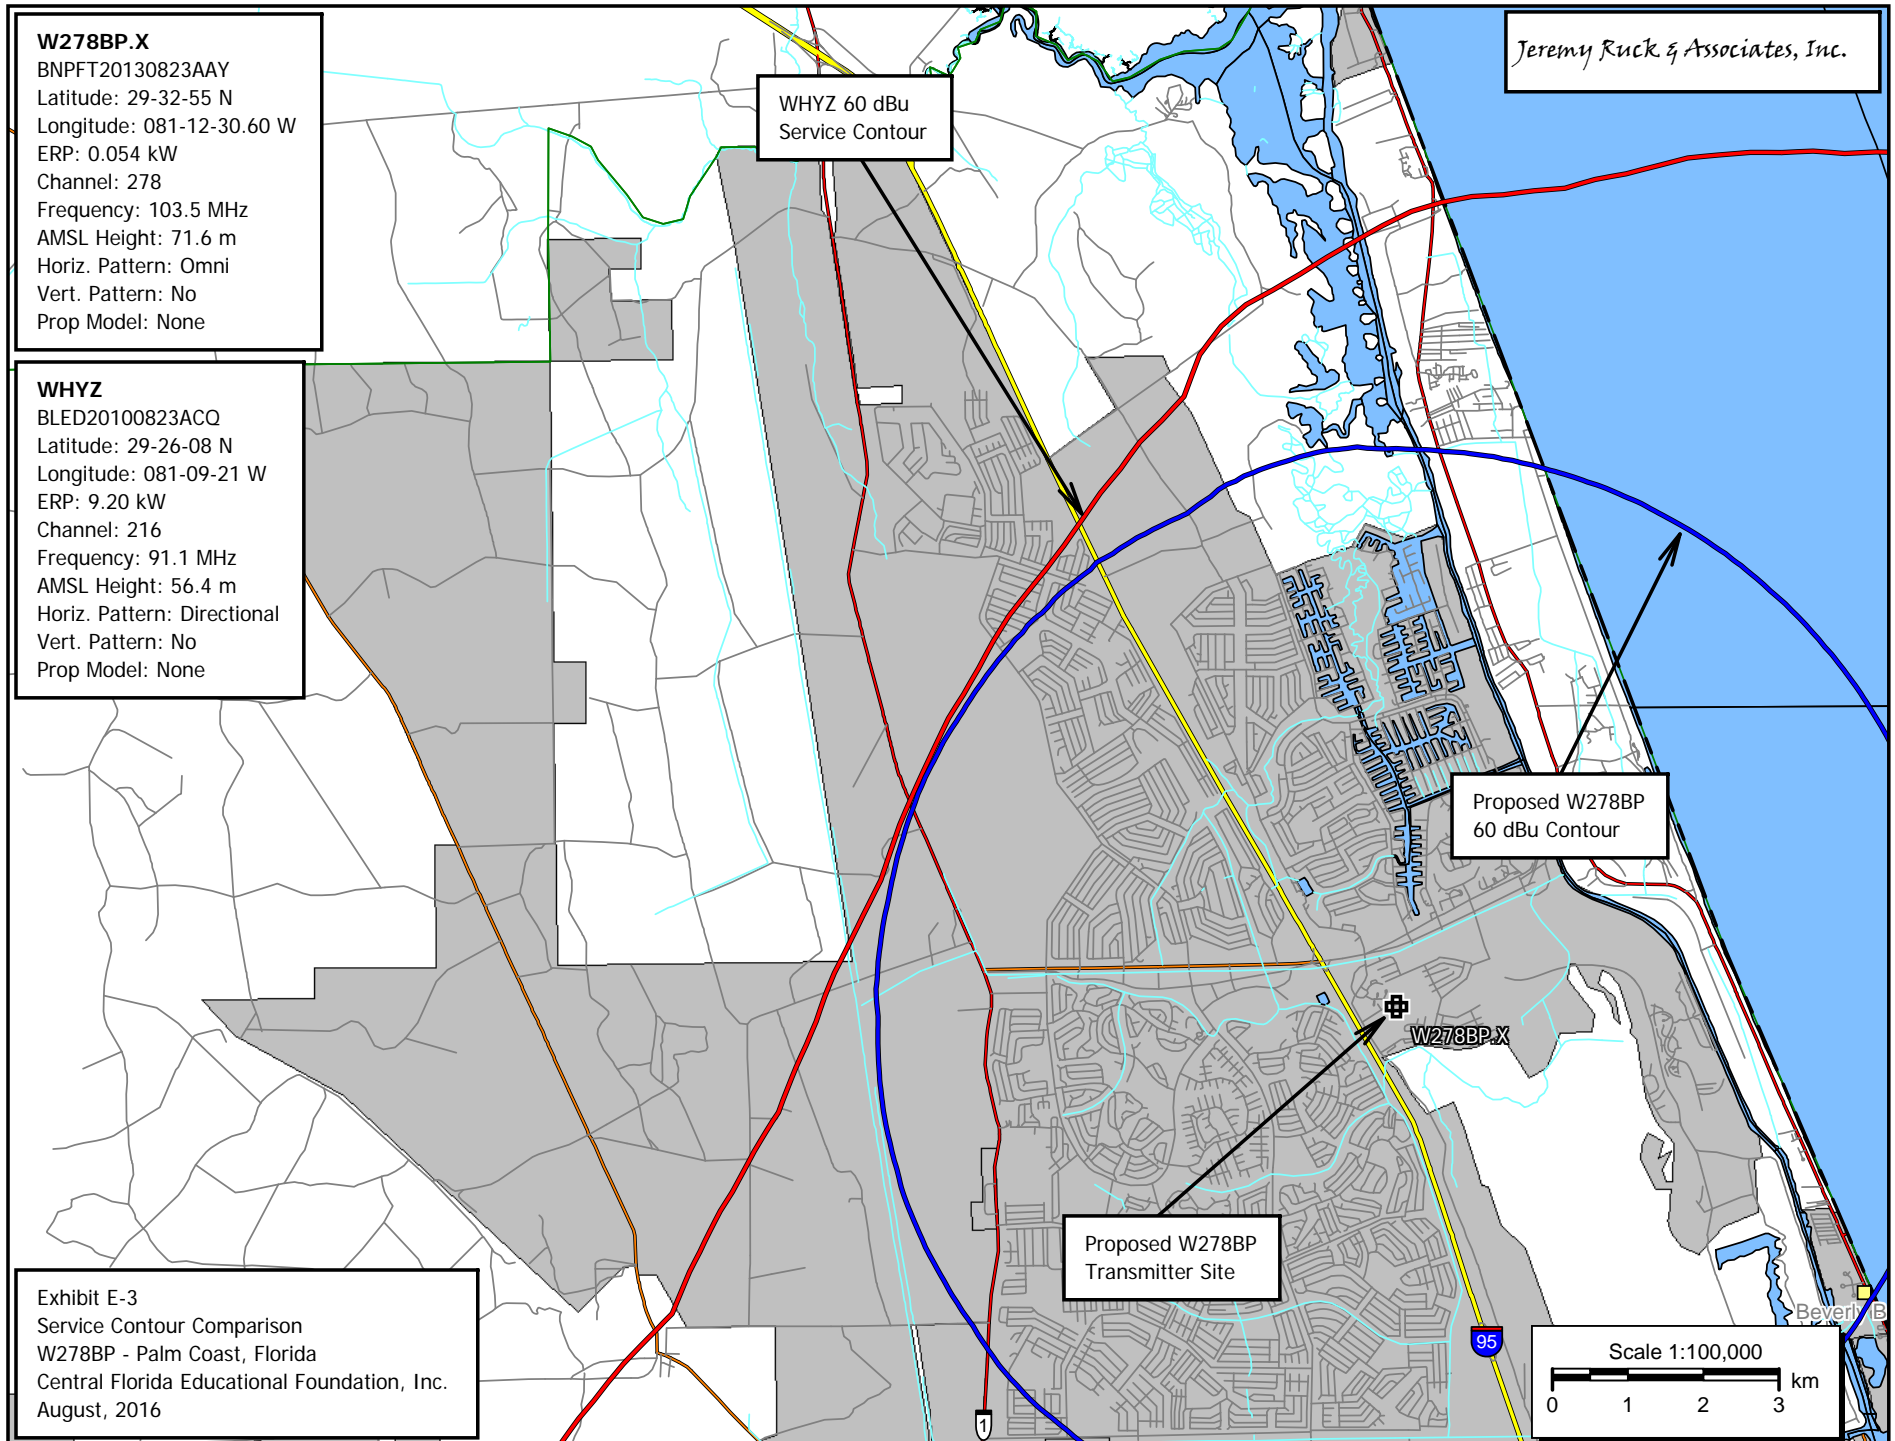 W278BP.X
BNPFT20130823AAY
Latitude: 29-32-55 N
Longitude: 081-12-30.60 W
ERP: 0.054 kW
Channel: 278
Frequency: 103.5 MHz
AMSL Height: 71.6 m
Horiz. Pattern: Omni
Vert. Pattern: No
Prop Model: None
WHYZ 60 dBu
Service Contour
Jeremy Ruck & Associates, Inc.
WHYZ
BLED20100823ACQ
Latitude: 29-26-08 N
Longitude: 081-09-21 W
ERP: 9.20 kW
Channel: 216
Frequency: 91.1 MHz
AMSL Height: 56.4 m
Horiz. Pattern: Directional
Vert. Pattern: No
Prop Model: None
Proposed W278BP
60 dBu Contour
W278BP.X
Proposed W278BP
Transmitter Site
Exhibit E-3
Service Contour Comparison
W278BP - Palm Coast, Florida
Central Florida Educational Foundation, Inc.
August, 2016
1
95
Beverly B
Scale 1:100,000
km
0 1 2 3